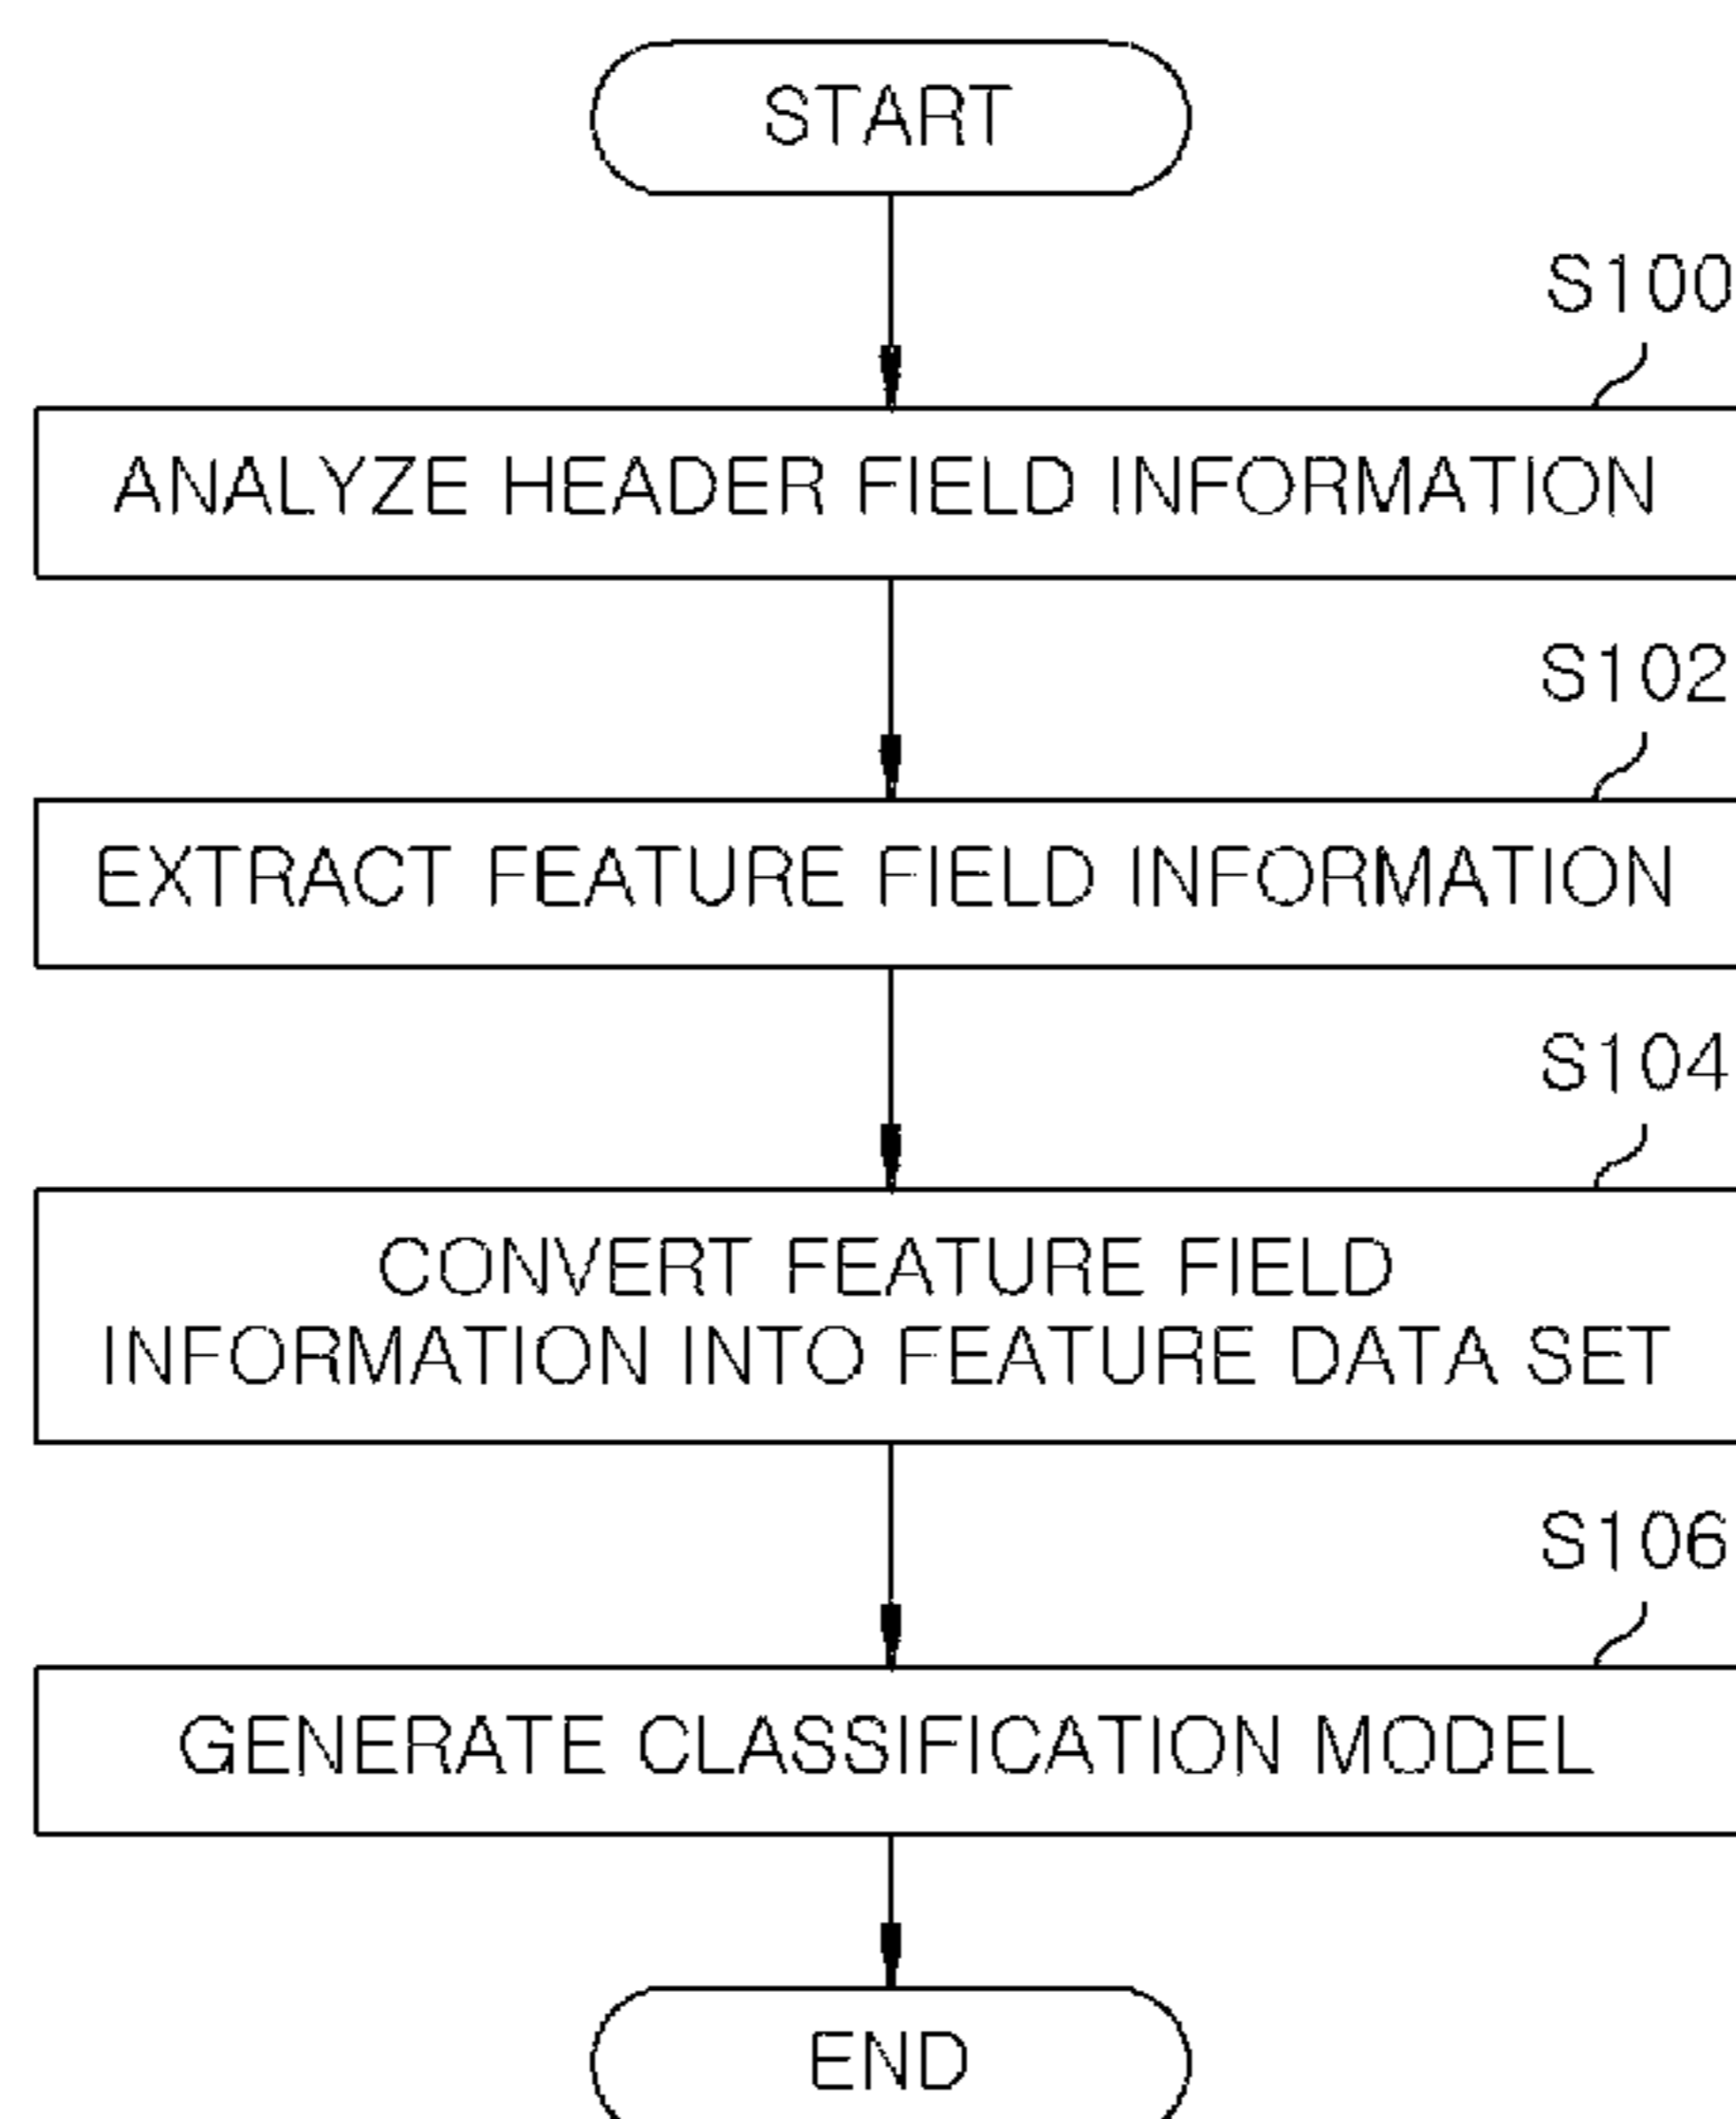 START
S100
ANALYZE HEADER FIELD INFORMATION
S102
EXTRACT FEATURE FIELD INFORMATION
S104
CONVERT FEATURE FIELD
INFORMATION INTO FEATURE DATA SET
S106
GENERATE CLASSIFICATION MODEL
END